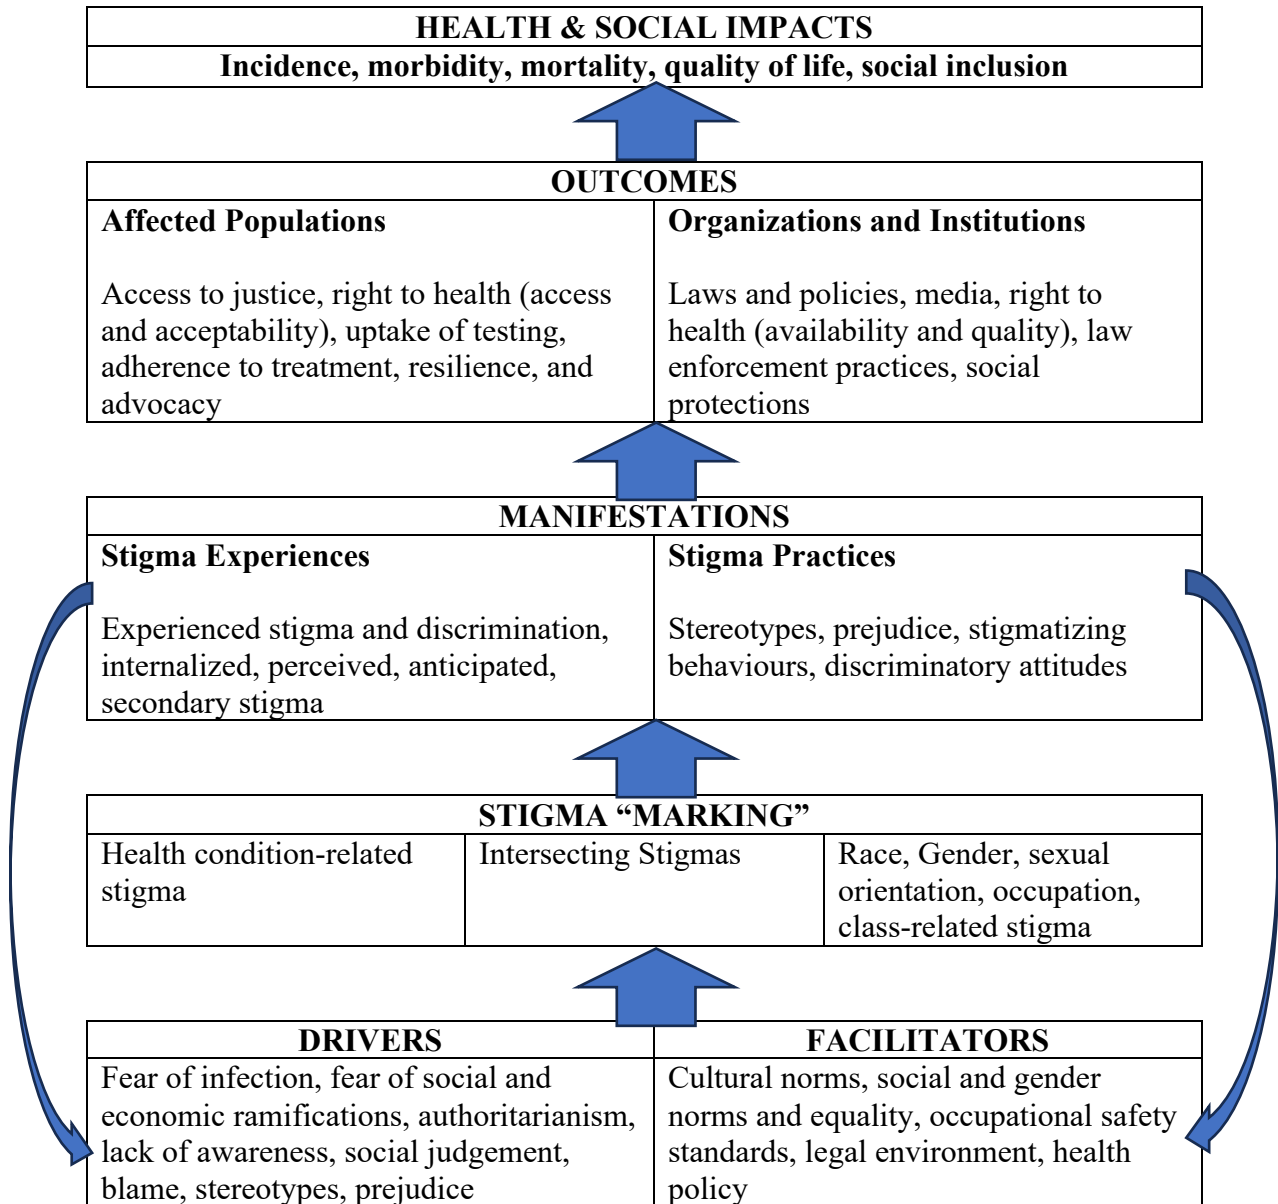 HEALTH & SOCIAL IMPACTS
Incidence, morbidity, mortality, quality of life, social inclusion
OUTCOMES
Affected Populations
Access to justice, right to health (access
and acceptability), uptake of testing,
adherence to treatment, resilience, and
advocacy
Organizations and Institutions
Laws and policies, media, right to
health (availability and quality), law
enforcement practices, social
protections
MANIFESTATIONS
Stigma Experiences
Experienced stigma and discrimination,
internalized, perceived, anticipated,
secondary stigma
Stigma Practices
Stereotypes, prejudice, stigmatizing
behaviours, discriminatory attitudes
STIGMA “MARKING”
Health condition-related
stigma
Intersecting Stigmas
Race, Gender, sexual
orientation, occupation,
class-related stigma
DRIVERS
Fear of infection, fear of social and
economic ramifications, authoritarianism,
lack of awareness, social judgement,
blame, stereotypes, prejudice
FACILITATORS
Cultural norms, social and gender
norms and equality, occupational safety
standards, legal environment, health
policy